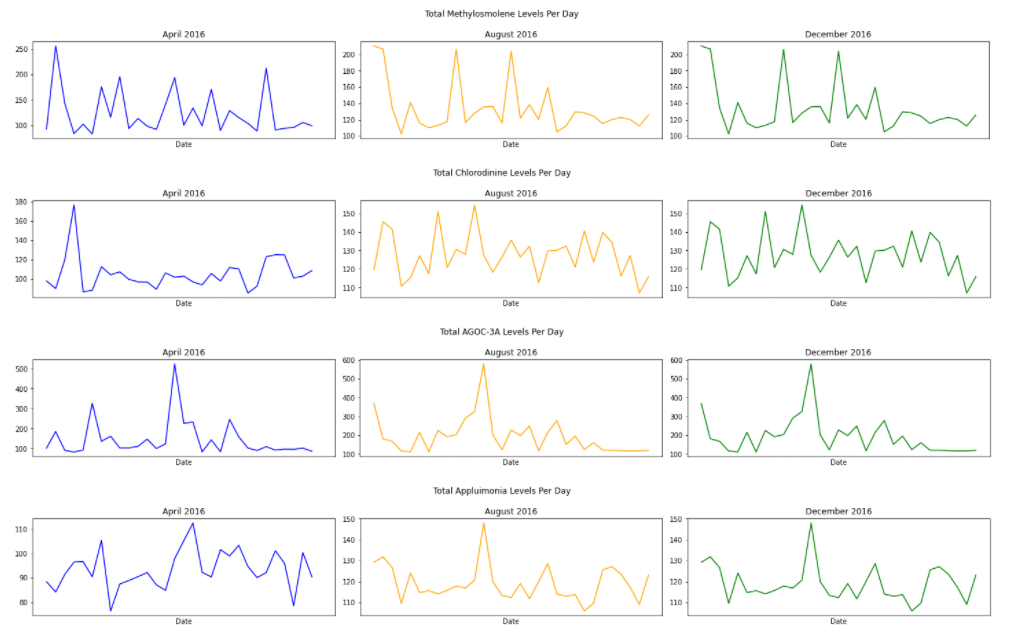 Total Methylosmolene Levels Per Day
April 2016
August 2016
December 2016
250
200
150
100
Date
200
180
160
140
120
100
Date
200
180
160
140
120
100
Date
Total Chlorodinine Levels Per Day
April 2016
August 2016
December 2016
180
160
140
120
100
Date
150
140
130
120
110
Date
150
140
130
120
110
Date
Total AGOC-3A Levels Per Day
April 2016
August 2016
December 2016
500
400
300
200
100
Date
600
500
400
300
200
100
Date
600
500
400
300
200
100
Date
Total Appluimonia Levels Per Day
April 2016
August 2016
December 2016
110
100
90
80
Date
150
140
130
120
110
Date
150
140
130
120
110
Date